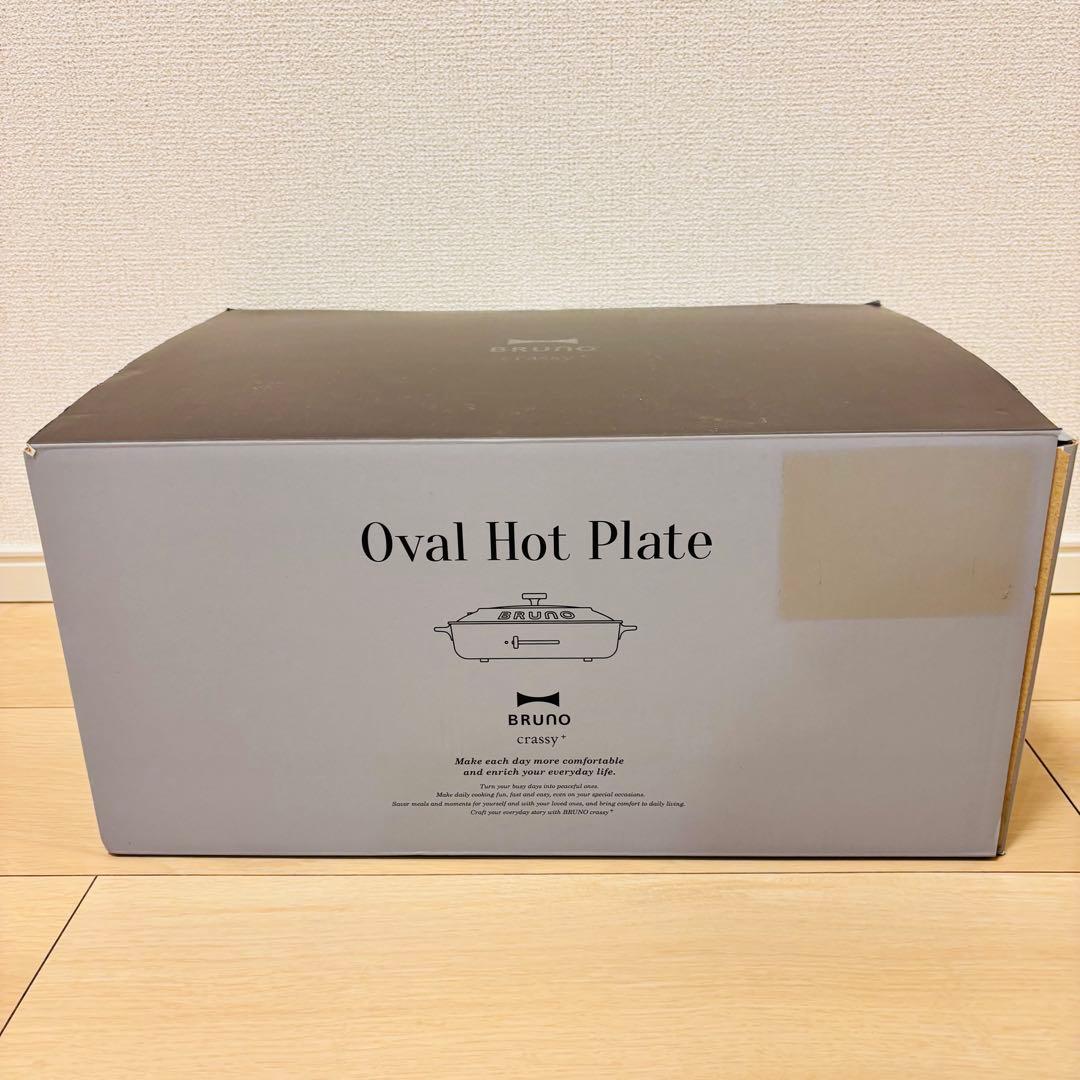 BRUNO
crassy+
Oval Hot Plate
BRUNO
BRUNO
crassy+
Make each day more comfortable
and enrich your everyday life.
Turn your busy days into peaceful ones.
Make daily cooking fun, fast and easy, even on your special occasions.
Savor meals and moments for yourself and with your loved ones, and bring comfort to daily living.
Craft your everyday story with BRUNO crassy+